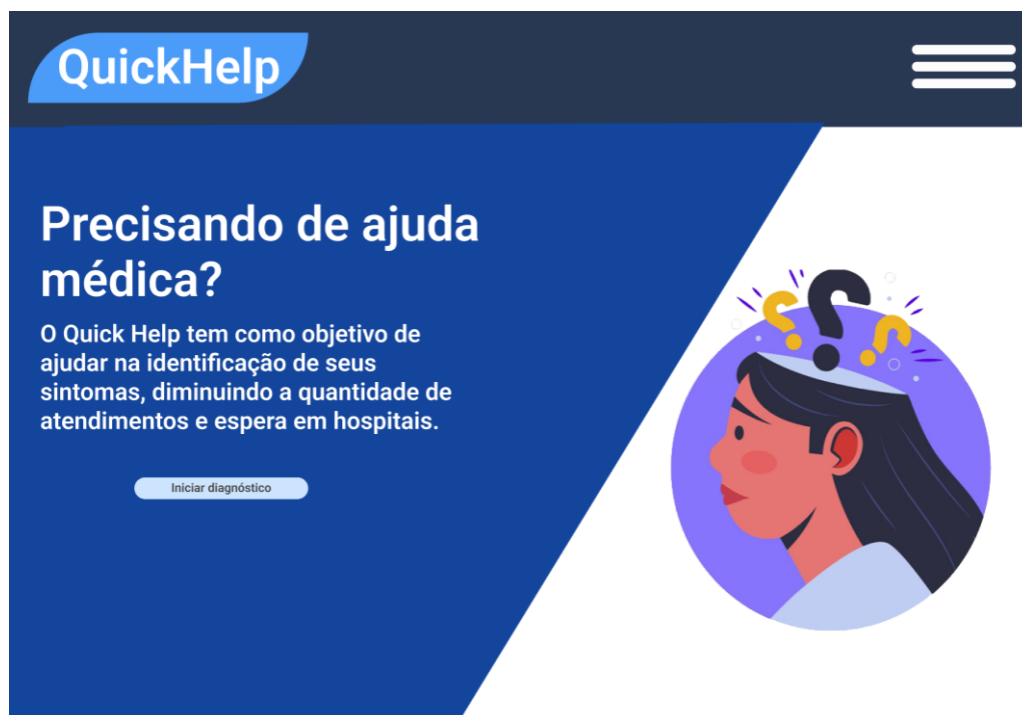 QuickHelp
Precisando de ajuda
médica?
O Quick Help tem como objetivo de
ajudar na identificação de seus
sintomas, diminuindo a quantidade de
atendimentos e espera em hospitais.
Iniciar diagnóstico